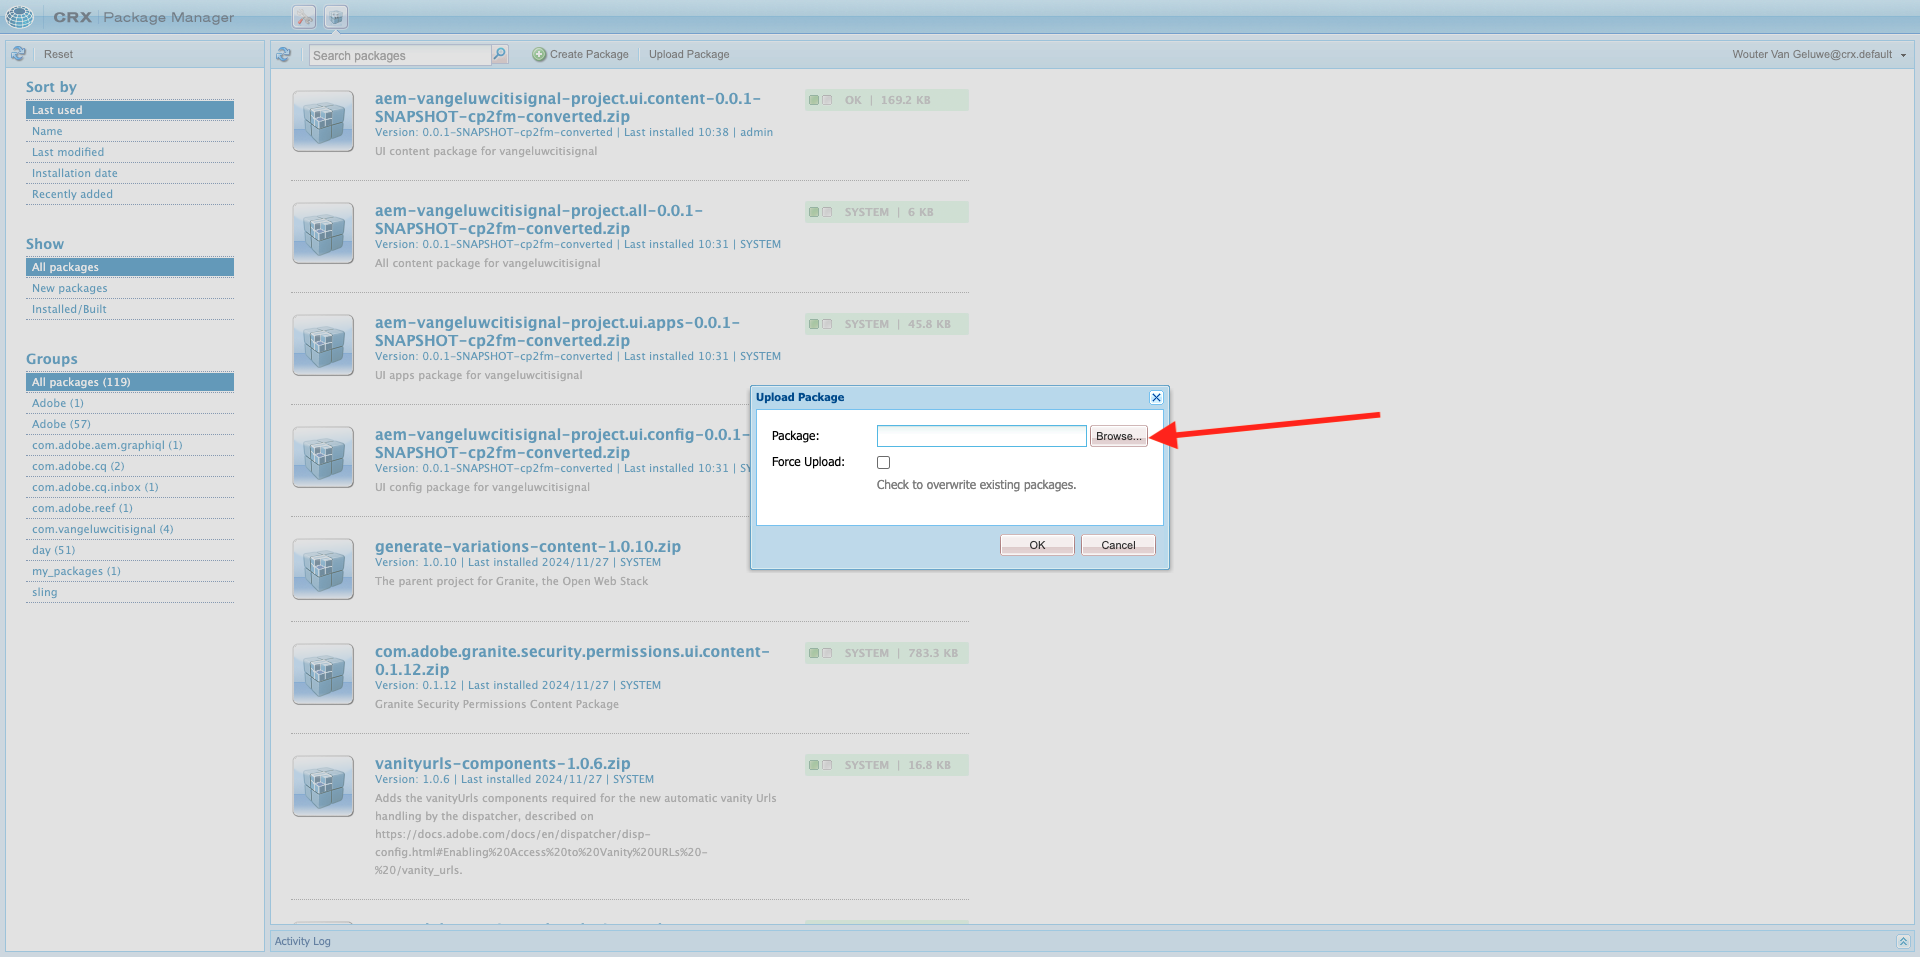 CRX | Package Manager
Reset
Search packages
Create Package
Upload Package
Wouter Van Geluwe@crx.default
Sort by
Last used
Name
Last modified
Installation date
Recently added
Show
All packages
New packages
Installed/Built
Groups
All packages (119)
Adobe (1)
Adobe (57)
com.adobe.aem.graphiql (1)
com.adobe.cq (2)
com.adobe.cq.inbox (1)
com.adobe.reef (1)
com.vangeluwcitisignal (4)
day (51)
my_packages (1)
sling
aem-vangeluwcitisignal-project.ui.content-0.0.1-
SNAPSHOT-cp2fm-converted.zip
Version: 0.0.1-SNAPSHOT-cp2fm-converted | Last installed 10:38 | admin
UI content package for vangeluwcitisignal
OK | 169.2 KB
aem-vangeluwcitisignal-project.all-0.0.1-
SNAPSHOT-cp2fm-converted.zip
Version: 0.0.1-SNAPSHOT-cp2fm-converted | Last installed 10:31 | SYSTEM
All content package for vangeluwcitisignal
SYSTEM | 6 KB
aem-vangeluwcitisignal-project.ui.apps-0.0.1-
SNAPSHOT-cp2fm-converted.zip
Version: 0.0.1-SNAPSHOT-cp2fm-converted | Last installed 10:31 | SYSTEM
UI apps package for vangeluwcitisignal
SYSTEM | 45.8 KB
aem-vangeluwcitisignal-project.ui.config-0.0.1-
SNAPSHOT-cp2fm-converted.zip
Version: 0.0.1-SNAPSHOT-cp2fm-converted | Last installed 10:31 | SY
UI config package for vangeluwcitisignal
generate-variations-content-1.0.10.zip
Version: 1.0.10 | Last installed 2024/11/27 | SYSTEM
The parent project for Granite, the Open Web Stack
com.adobe.granite.security.permissions.ui.content-
0.1.12.zip
Version: 0.1.12 | Last installed 2024/11/27 | SYSTEM
Granite Security Permissions Content Package
SYSTEM | 783.3 KB
vanityurls-components-1.0.6.zip
Version: 1.0.6 | Last installed 2024/11/27 | SYSTEM
Adds the vanityUrls components required for the new automatic vanity Urls
handling by the dispatcher, described on
https://docs.adobe.com/docs/en/dispatcher/disp-
config.html#Enabling%20Access%20to%20Vanity%20URLs%20-
%20/vanity_urls.
SYSTEM | 16.8 KB
Upload Package
Package:
Browse...
Force Upload:
Check to overwrite existing packages.
OK
Cancel
Activity Log